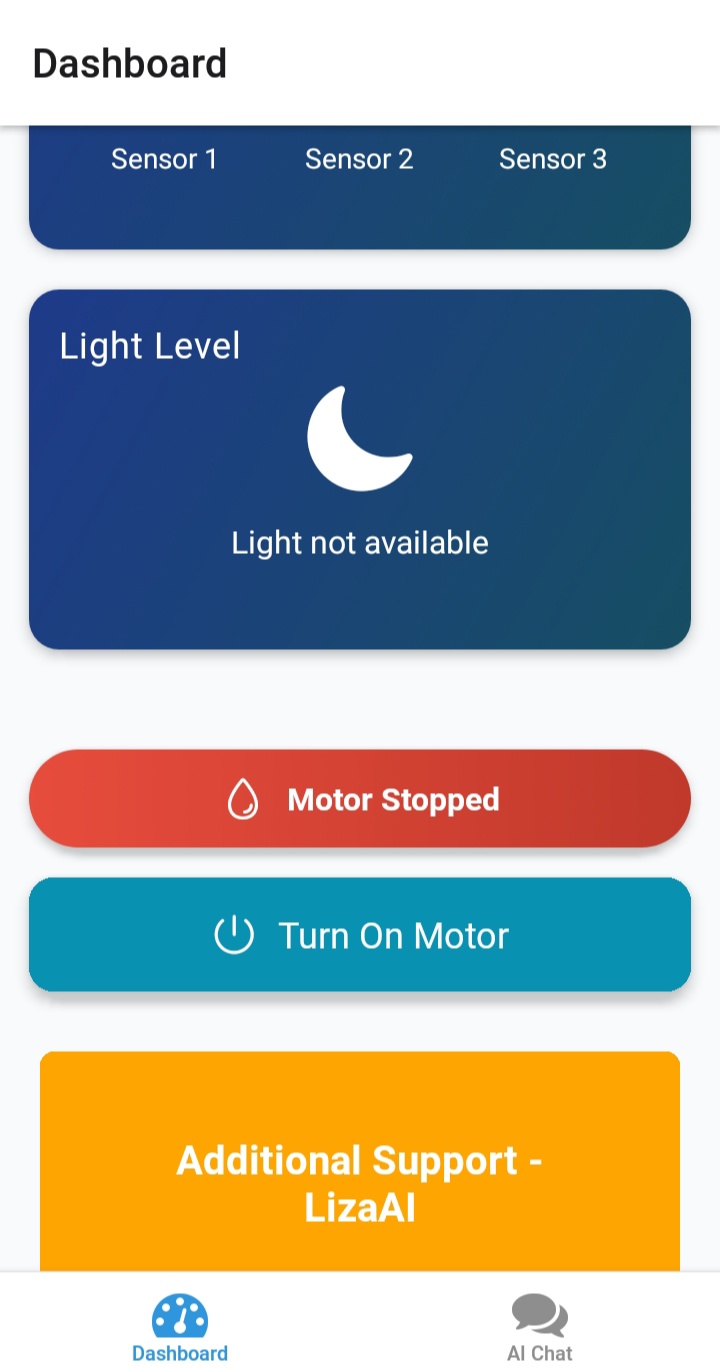 Dashboard
Sensor 1 Sensor 2 Sensor 3
Light Level
Light not available
Motor Stopped
Turn On Motor
Additional Support -
LizaAI
Dashboard AI Chat